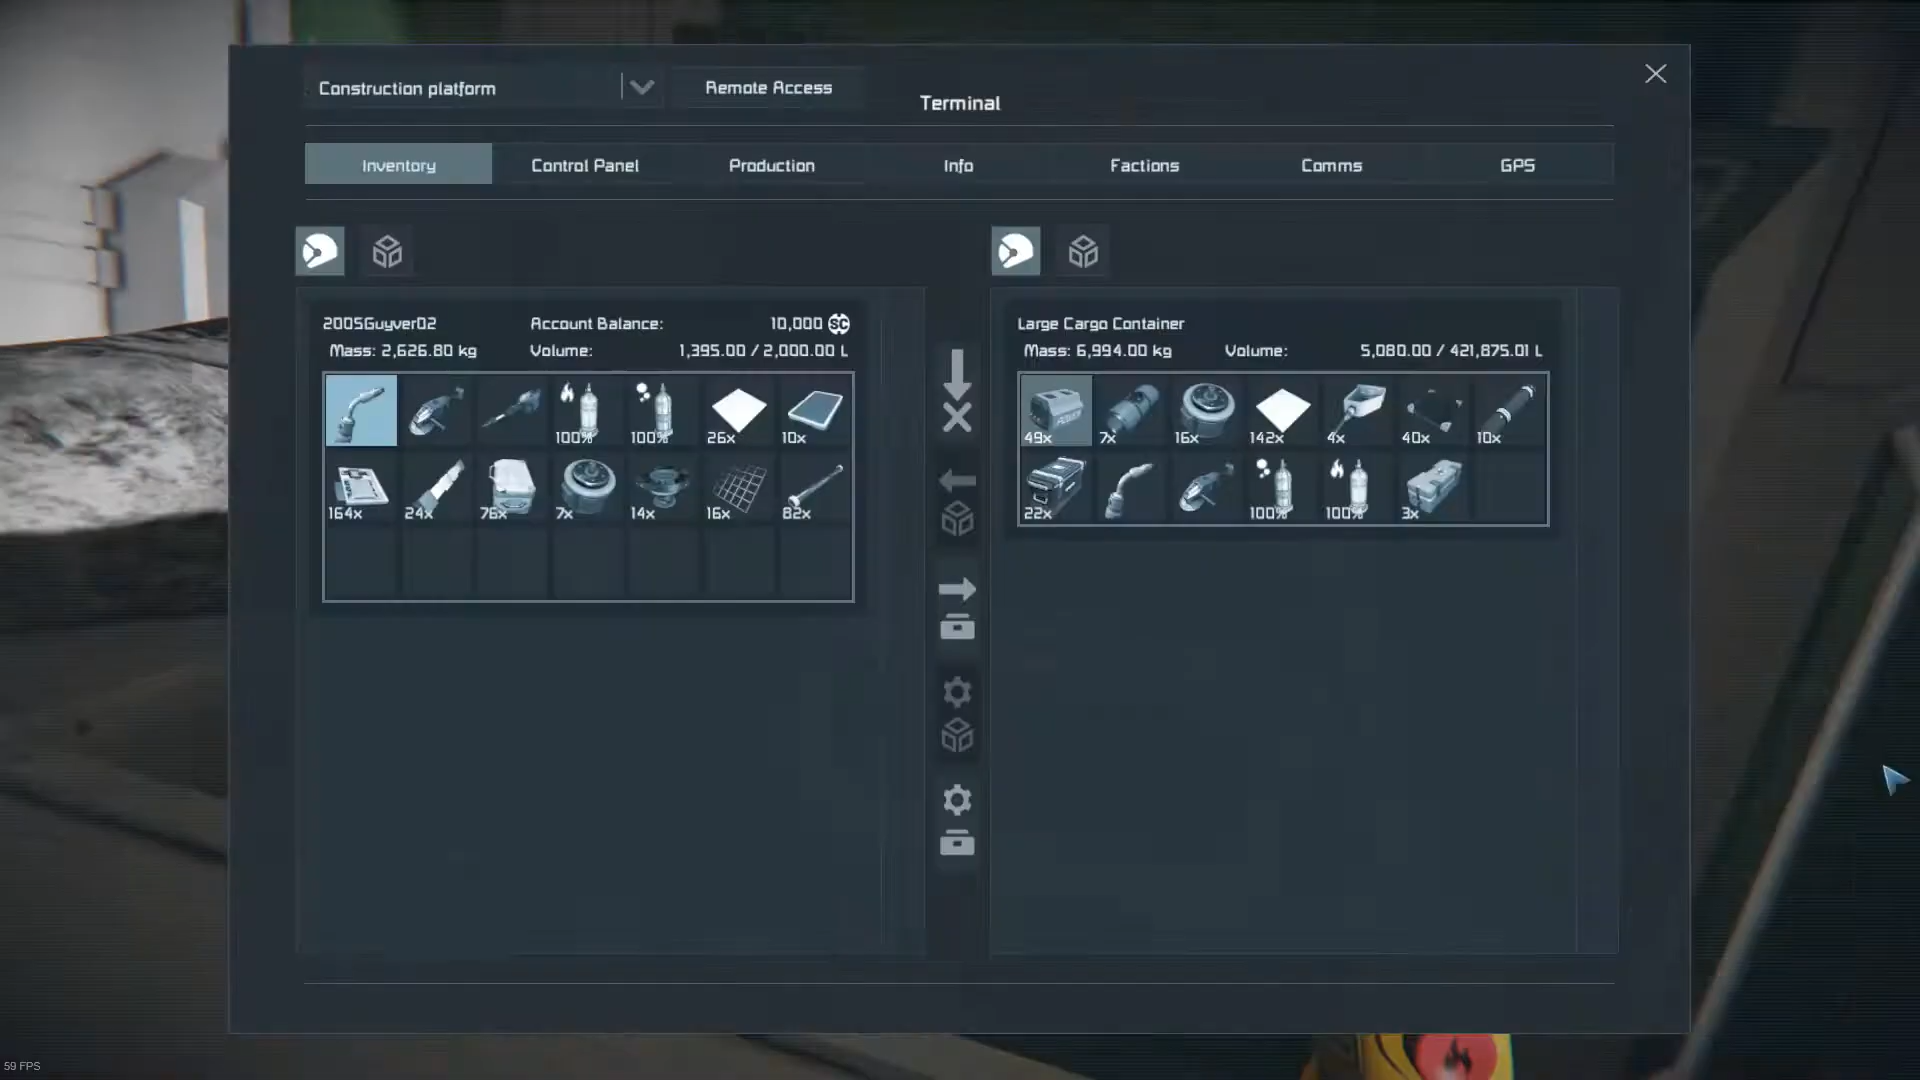 Construction platform
Remote Access
Terminal
Inventory
Control Panel
Production
Info
Factions
Comms
GPS
2005Guyver02
Account Balance:
10,000 SC
Mass: 2,626.80 kg
Volume:
1,395.00 / 2,000.00 L
100%
100%
26x
10x
164x
24x
76x
7x
14x
16x
82x
Large Cargo Container
Mass: 6,994.00 kg
Volume:
5,080.00 / 421,875.01 L
49x
7x
16x
142x
4x
40x
10x
22x
100%
100%
3x
59 FPS